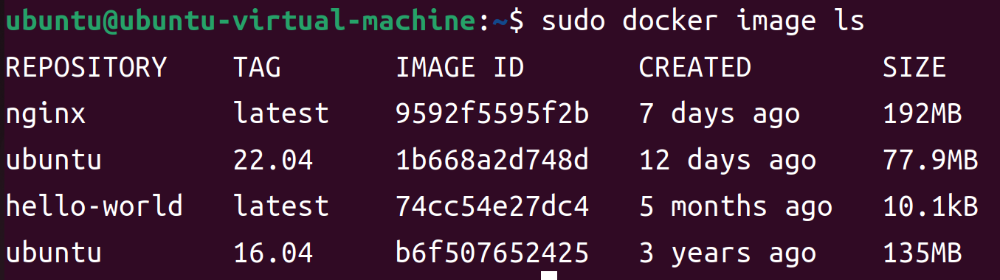 ubuntu@ubuntu-virtual-machine:~$ sudo docker image ls
REPOSITORY TAG IMAGE ID CREATED SIZE
nginx latest 9592f5595f2b 7 days ago 192MB
ubuntu 22.04 1b668a2d748d 12 days ago 77.9MB
hello-world latest 74cc54e27dc4 5 months ago 10.1kB
ubuntu 16.04 b6f507652425 3 years ago 135MB